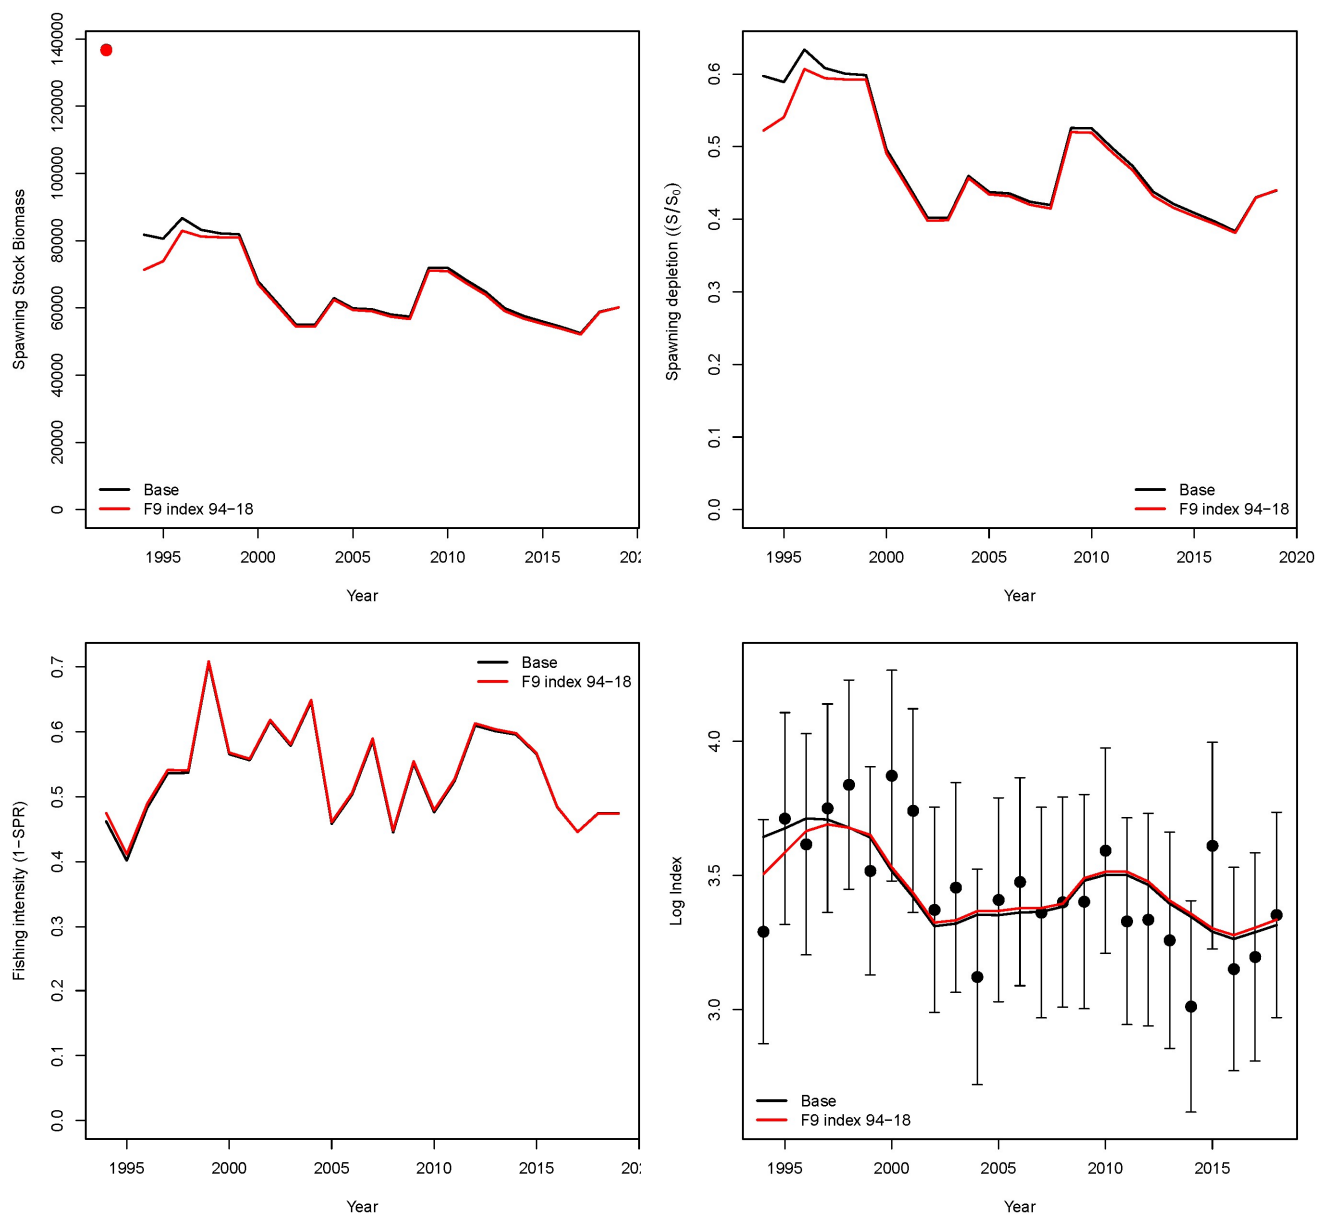 Spawning Stock Biomass
140000
120000
100000
80000
60000
40000
20000
0
Base
F9 index 94−18
1995 2000 2005 2010 2015 202
Year
Spawning depletion ((S/S0)
0.6
0.5
0.4
0.3
0.2
0.1
0.0
Base
F9 index 94−18
1995 2000 2005 2010 2015 2020
Year
Fishing intensity (1−SPR)
0.7
0.6
0.5
0.4
0.3
0.2
0.1
0.0
Base
F9 index 94−18
1995 2000 2005 2010 2015 20
Year
Log Index
4.0
3.5
3.0
Base
F9 index 94−18
1995 2000 2005 2010 2015
Year